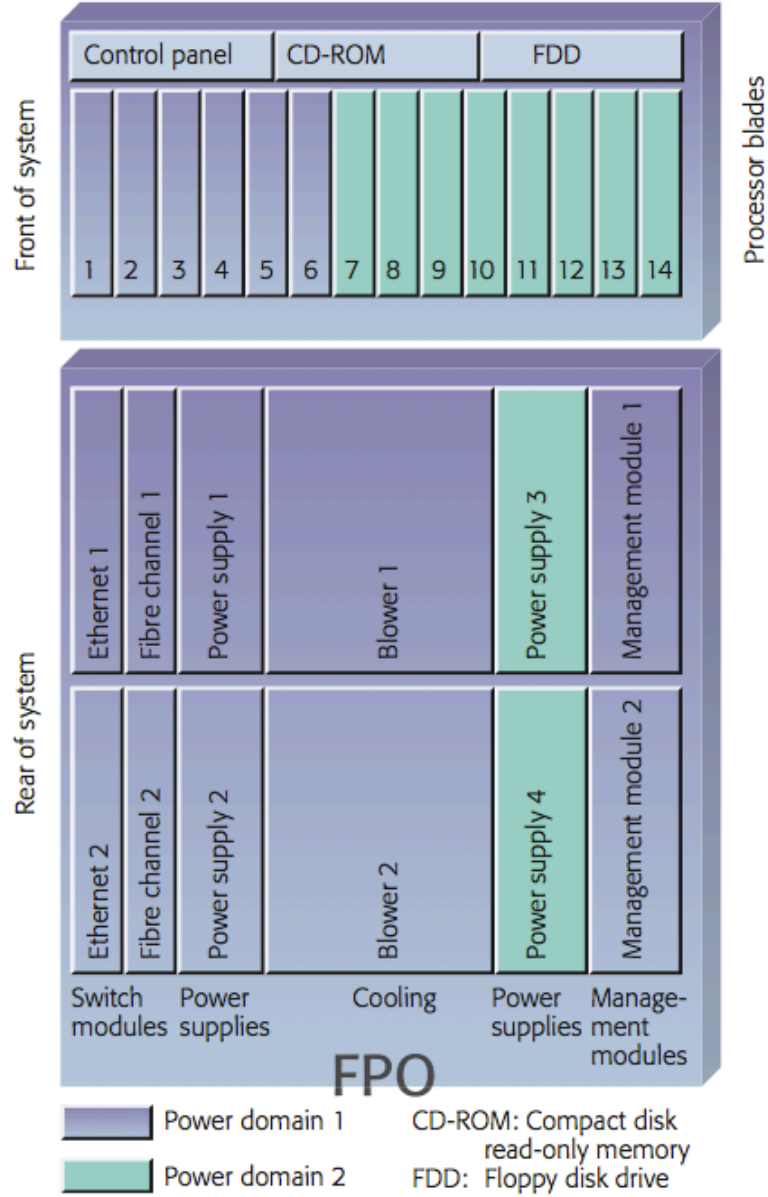 Control panel
CD-ROM
FDD
Front of system
Processor blades
1 2 3 4 5 6 7 8 9 10 11 12 13 14
Rear of system
Ethernet 1
Fibre channel 1
Power supply 1
Blower 1
Power supply 3
Management module 1
Ethernet 2
Fibre channel 2
Power supply 2
Blower 2
Power supply 4
Management module 2
Switch
modules
Power
supplies
Cooling
Power
supplies
Manage-
ment
modules
FPO
Power domain 1
Power domain 2
CD-ROM: Compact disk
read-only memory
FDD: Floppy disk drive